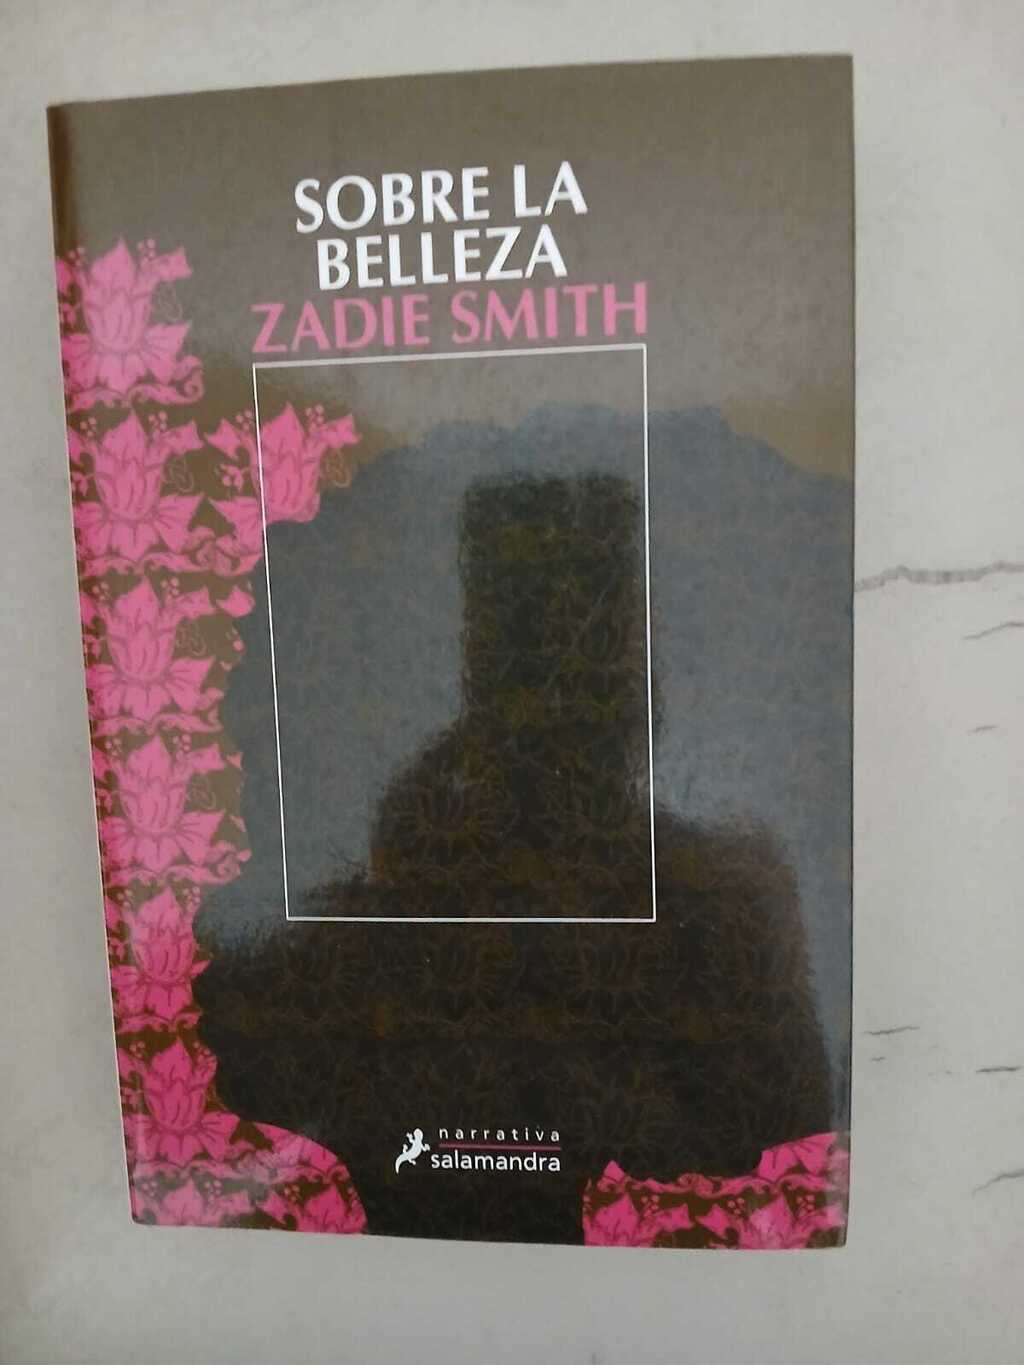 SOBRE LA
BELLEZA
ZADIE SMITH
narrativa
salamandra